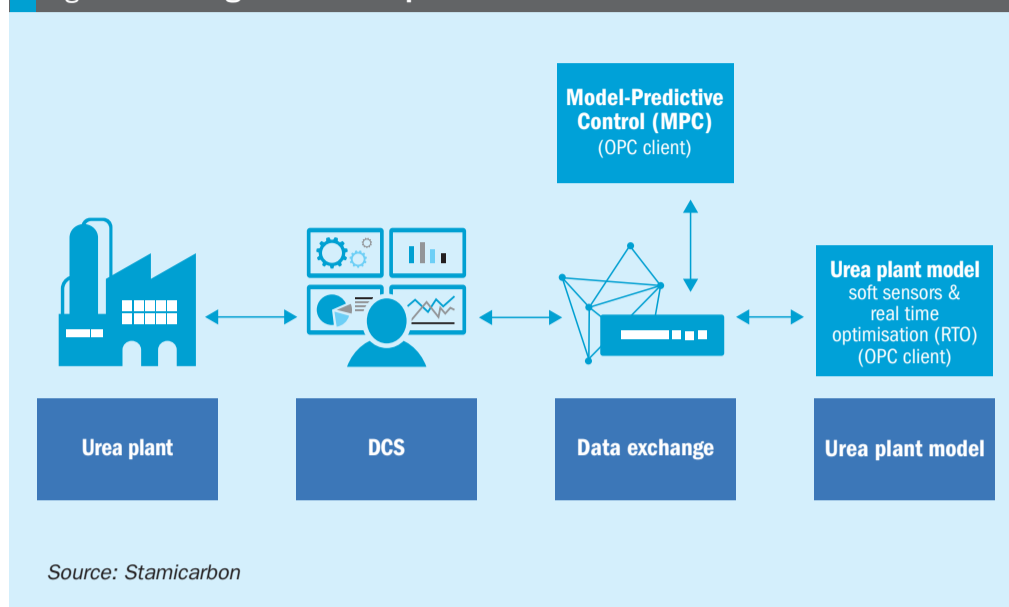 Model-Predictive
Control (MPC)
(OPC client)
Urea plant model
soft sensors &
real time
optimisation (RTO)
(OPC client)
Urea plant
DCS
Data exchange
Urea plant model
Source: Stamicarbon